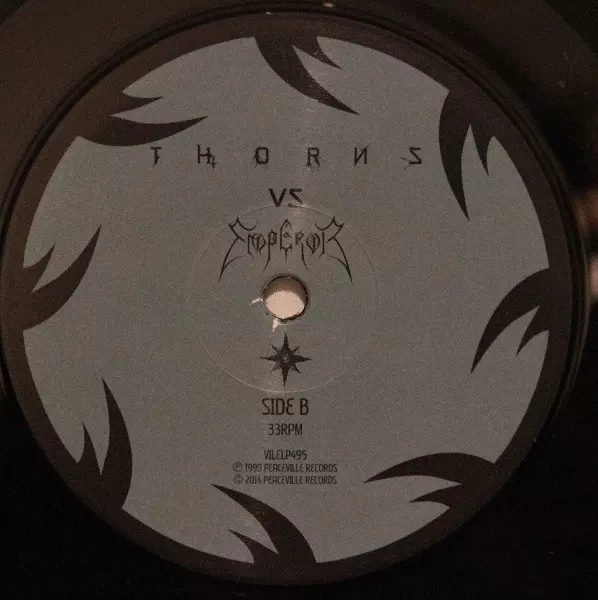 THORNS
VS
EMPEROR
SIDE B
33RPM
VILELP495
℗ 1999 PEACEVILLE RECORDS
© 2014 PEACEVILLE RECORDS